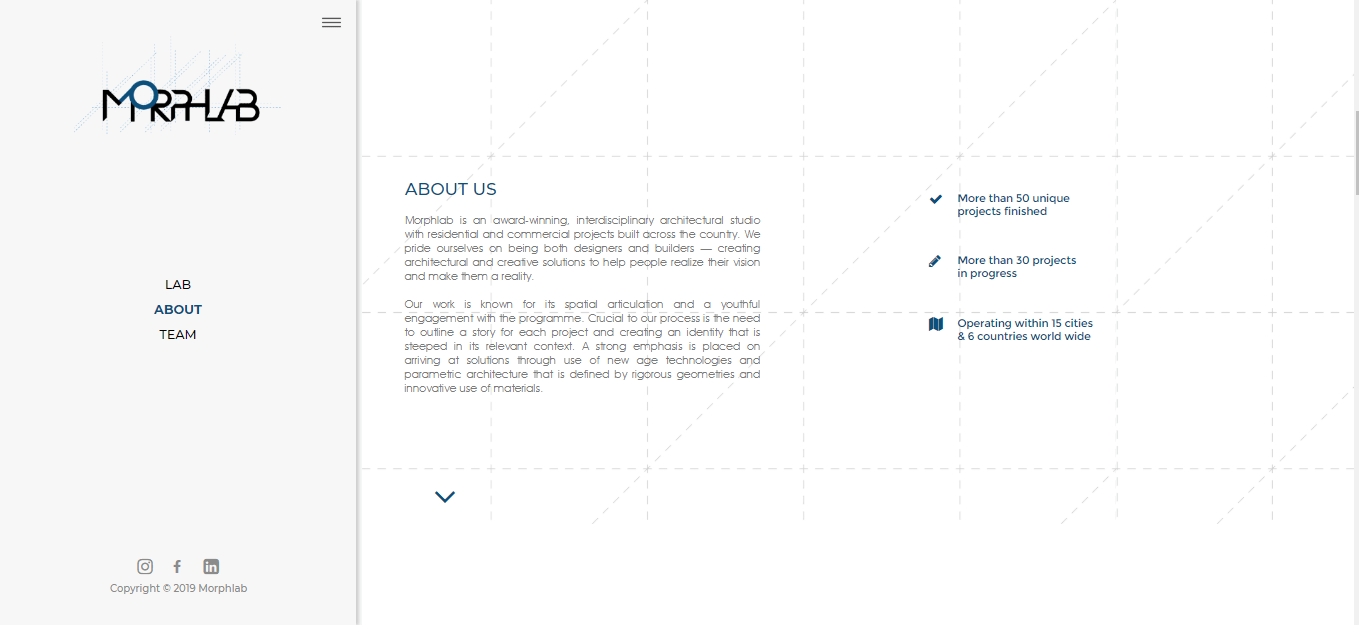 MORPHLAB
LAB
ABOUT
TEAM
Copyright © 2019 Morphlab
ABOUT US
Morphlab is an award-winning, interdisciplinary architectural studio
with residential and commercial projects built across the country. We
pride ourselves on being both designers and builders — creating
architectural and creative solutions to help people realize their vision
and make them a reality.
Our work is known for its spatial articulation and a youthful
engagement with the programme. Crucial to our process is the need
to outline a story for each project and creating an identity that is
steeped in its relevant context. A strong emphasis is placed on
arriving at solutions through use of new age technologies and
parametric architecture that is defined by rigorous geometries and
innovative use of materials.
More than 50 unique
projects finished
More than 30 projects
in progress
Operating within 15 cities
& 6 countries world wide